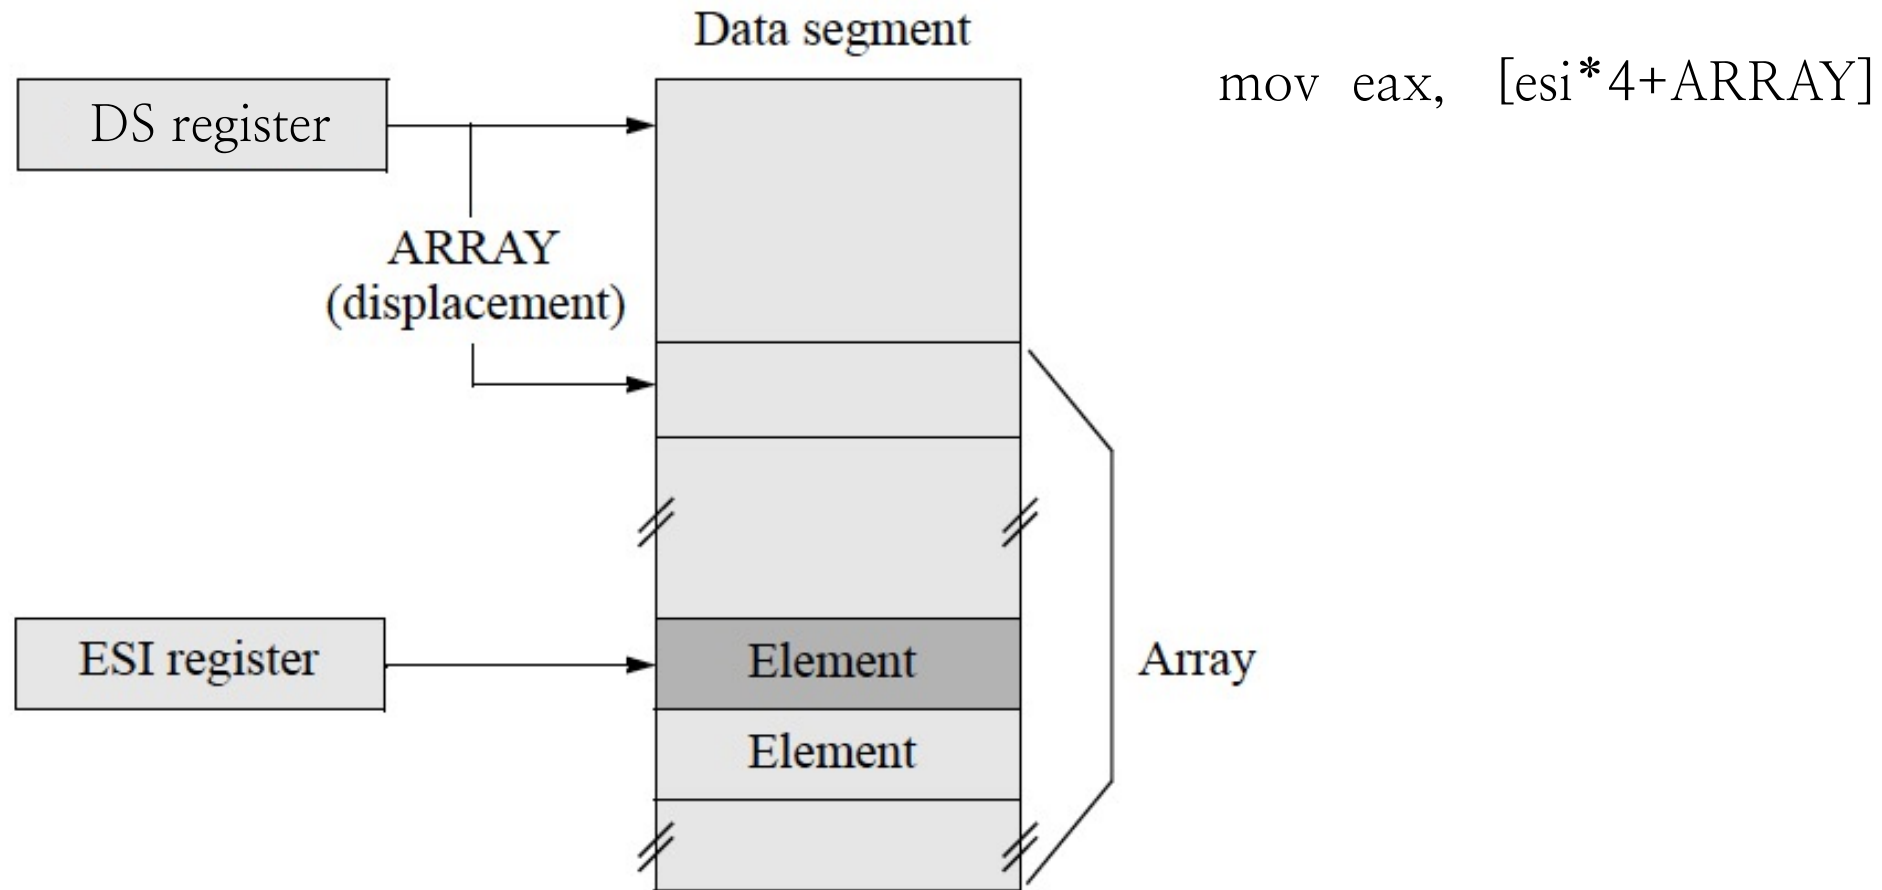 Data segment
mov eax, [esi*4+ARRAY]
DS register
ARRAY
(displacement)
ESI register
Element
Array
Element